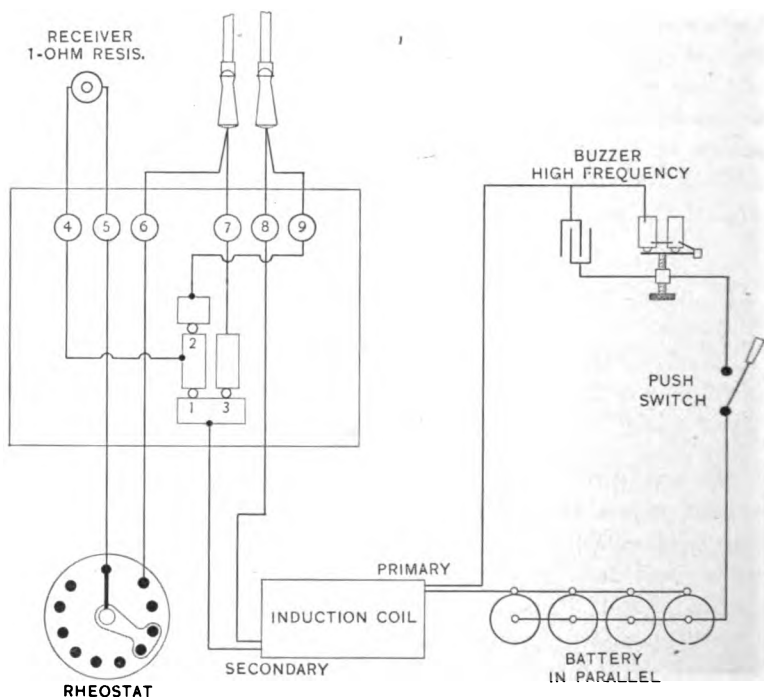 RECEIVER
1-OHM RESIS.
BUZZER
HIGH FREQUENCY
4 5 6 7 8 9
2
1 3
PUSH
SWITCH
PRIMARY
INDUCTION COIL
SECONDARY
BATTERY
IN PARALLEL
RHEOSTAT